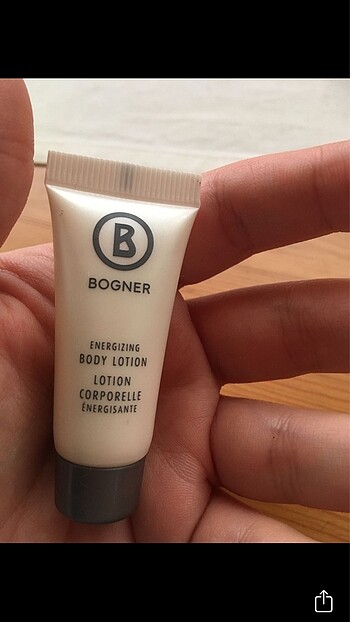 B
BOGNER
ENERGIZING
BODY LOTION
LOTION
CORPORELLE
ÉNERGISANTE